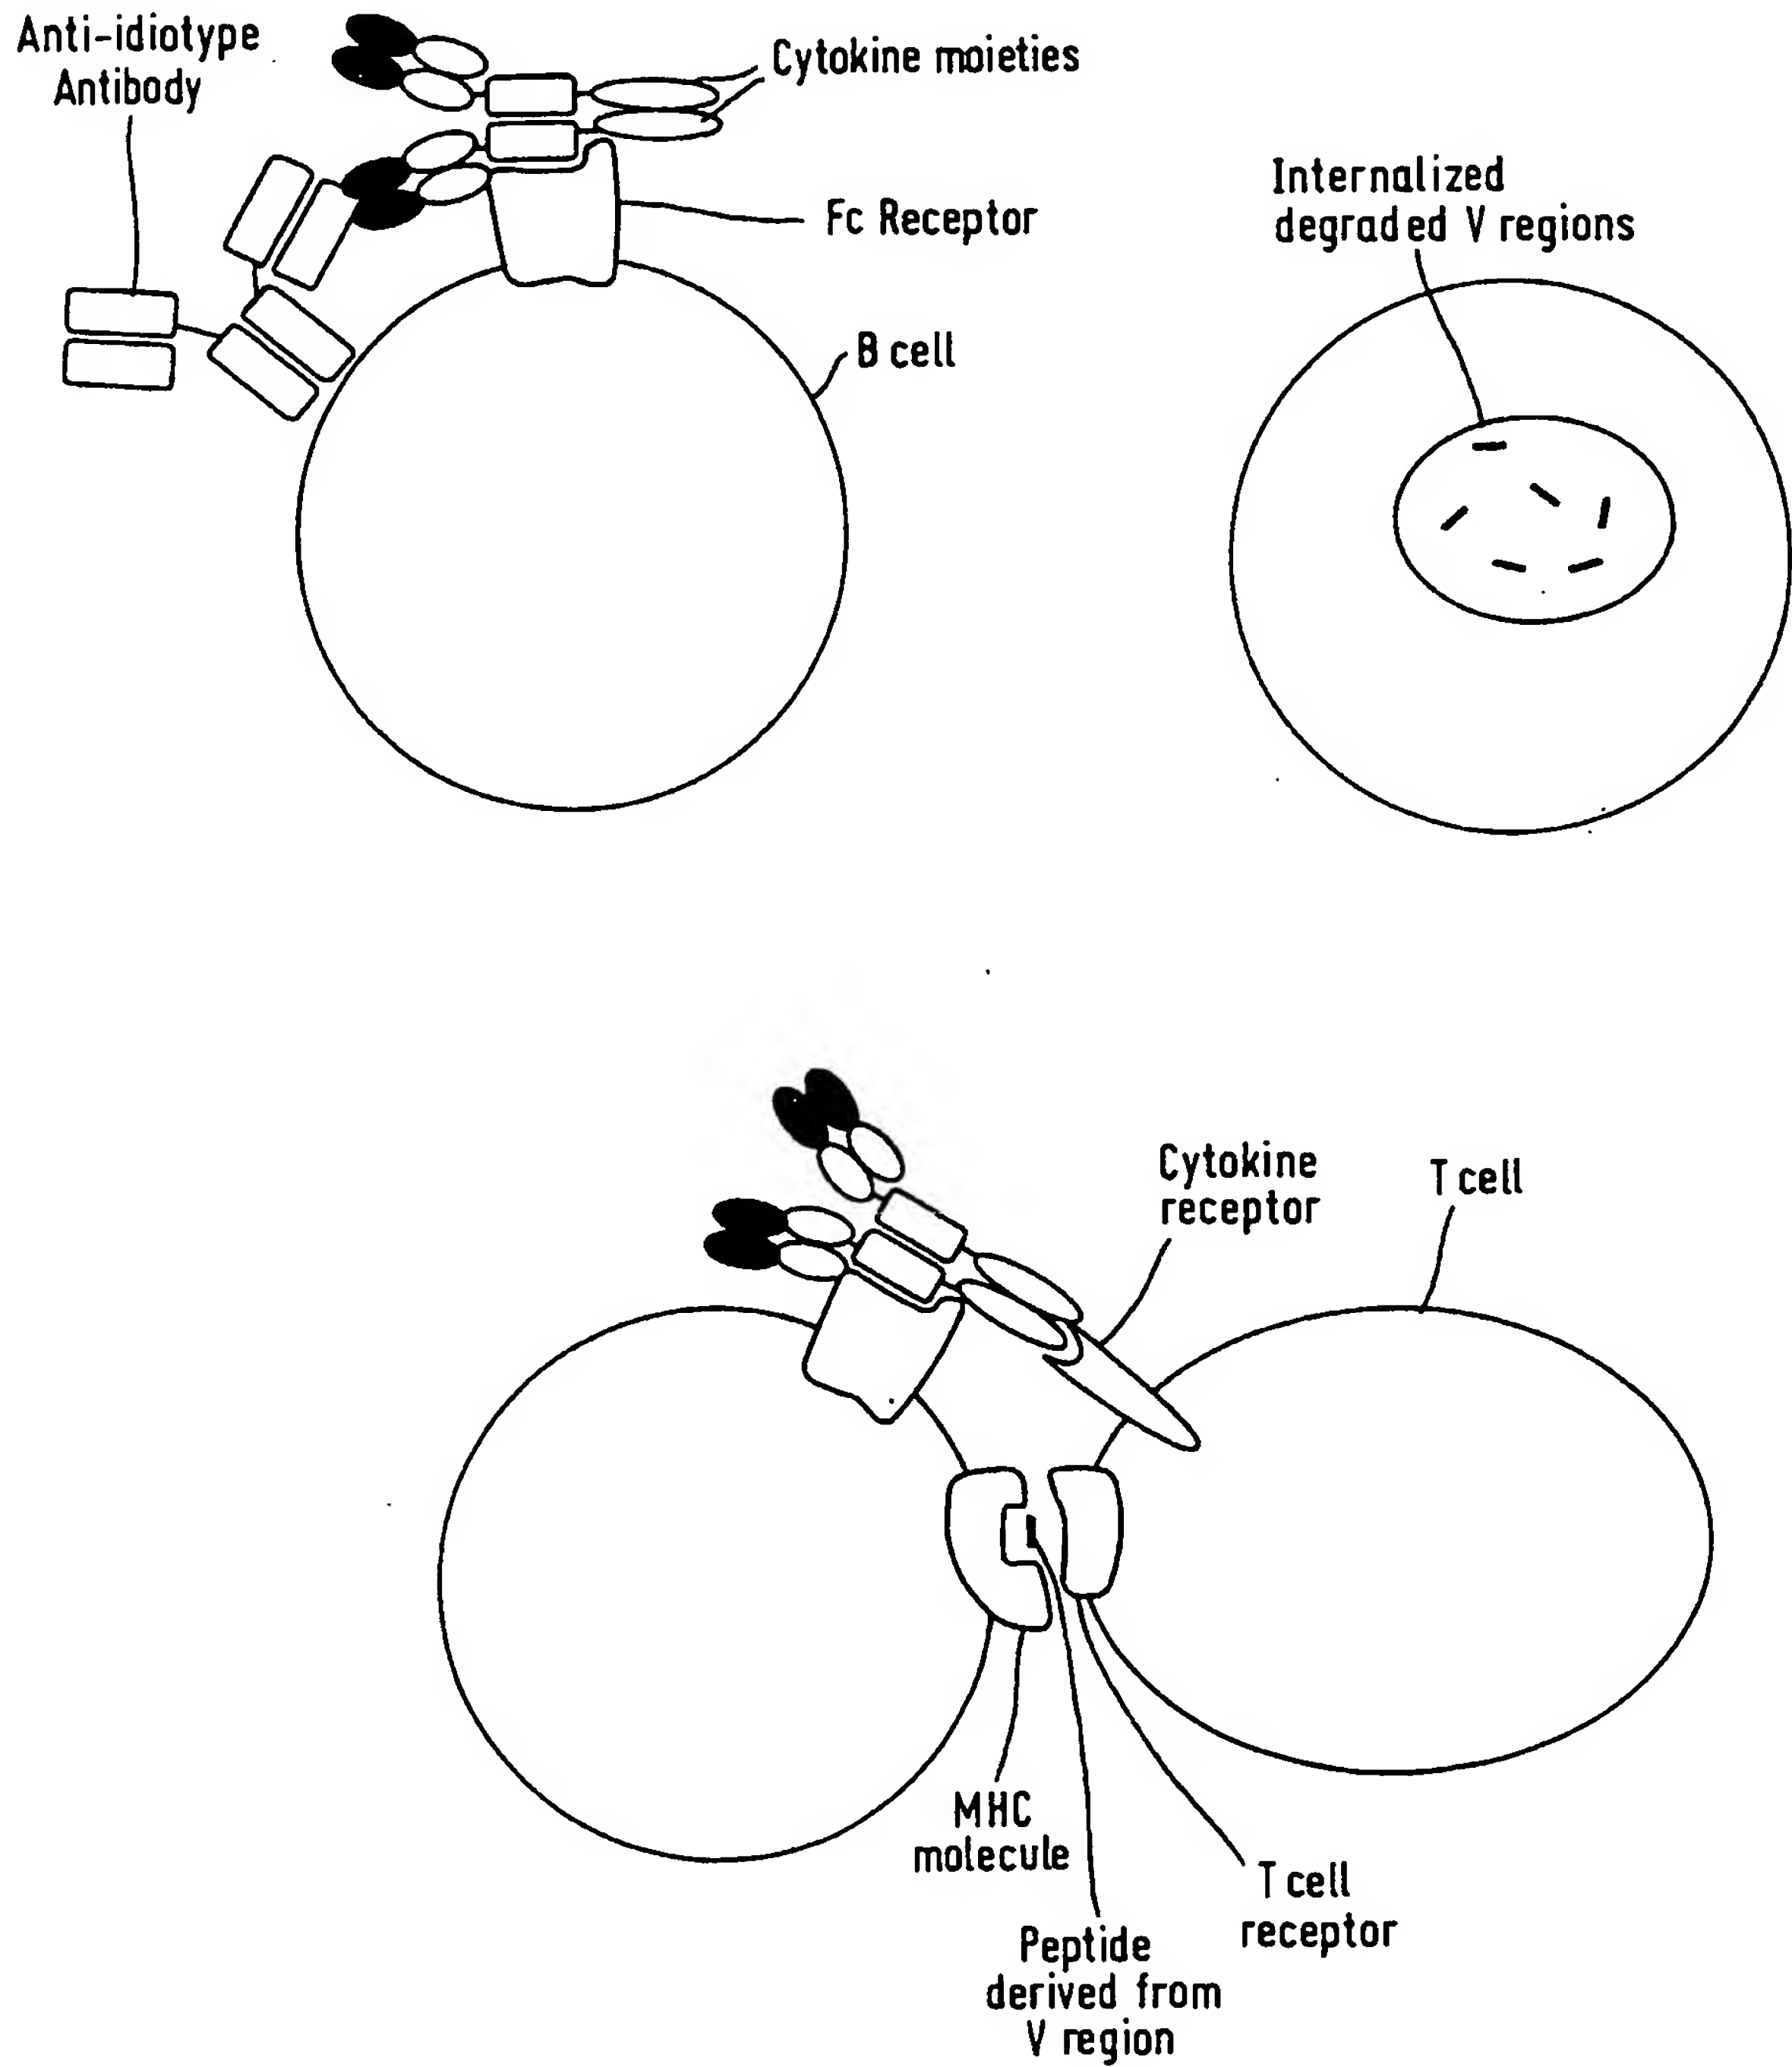 Anti-idiotype
Antibody
Cytokine moieties
Fc Receptor
B cell
Internalized
degraded V regions
Cytokine
receptor
T cell
MHC
molecule
T cell
receptor
Peptide
derived from
V region